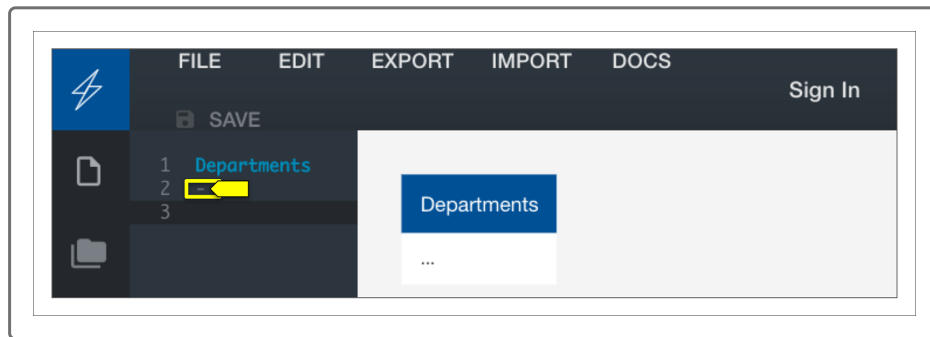 FILE EDIT EXPORT IMPORT DOCS
Sign In
SAVE
1 Departments
2 -
3
Departments
...